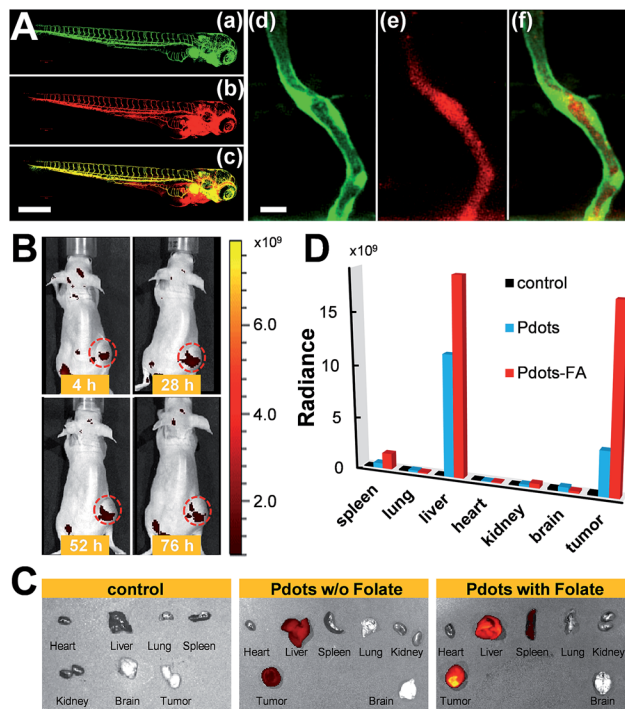 A
(a)
(b)
(c)
(d)
(e)
(f)
B
4 h
28 h
52 h
76 h
x10⁹
6.0
4.0
2.0
D
x10⁹
Radiance
15
10
5
0
control
Pdots
Pdots-FA
spleen
lung
liver
heart
kidney
brain
tumor
C
control
Heart
Liver
Lung
Spleen
Kidney
Brain
Tumor
Pdots w/o Folate
Heart
Liver
Spleen
Lung
Kidney
Tumor
Brain
Pdots with Folate
Heart
Liver
Spleen
Lung
Kidney
Tumor
Brain